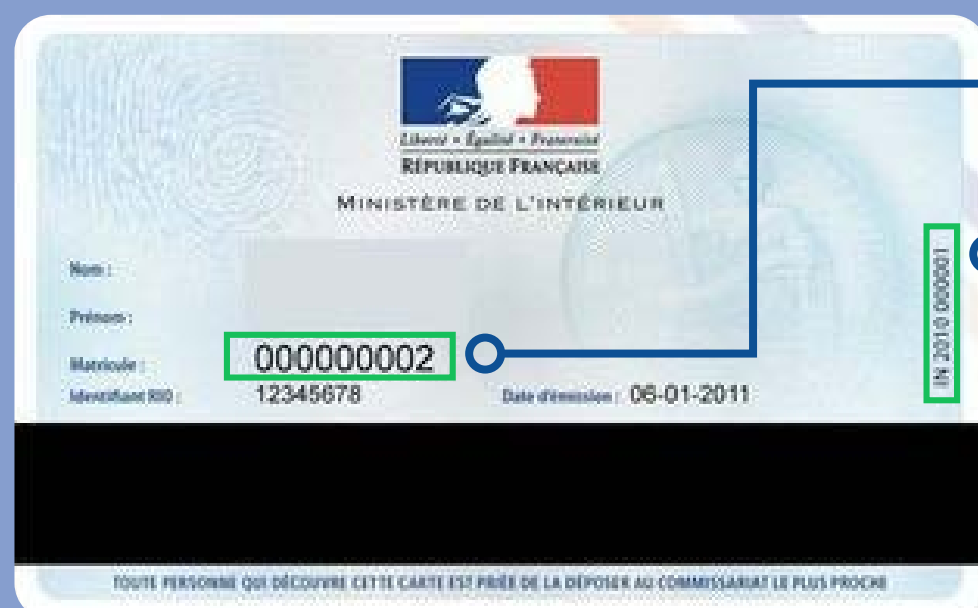 Liberté • Égalité • Fraternité
RÉPUBLIQUE FRANÇAISE
MINISTÈRE DE L'INTÉRIEUR
Nom :
Prénom :
Matricule : 000000002
Identifiant RIO : 12345678 Date d'émission : 06-01-2011
IN 2010 000001
TOUTE PERSONNE QUI DÉCOUVRE CETTE CARTE EST PRIÉE DE LA DÉPOSER AU COMMISSARIAT LE PLUS PROCHE